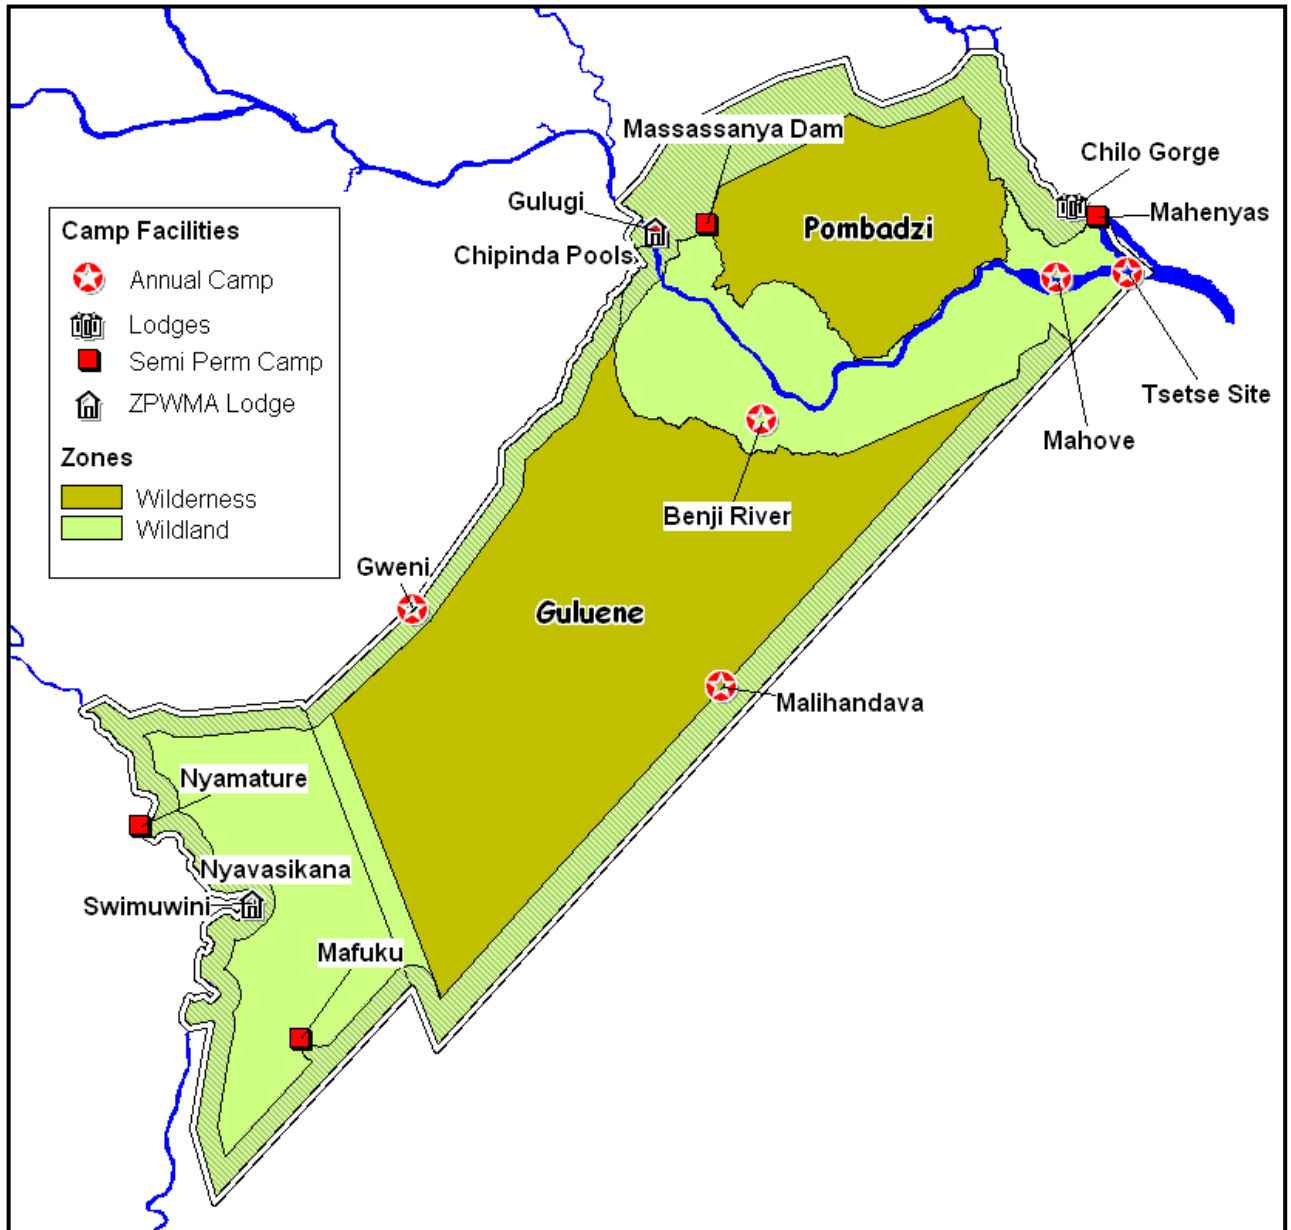 Massassanya Dam
Chilo Gorge
Gulugi
Mahenyas
Pombadzi
Chipinda Pools
Camp Facilities
Annual Camp
Lodges
Semi Perm Camp
ZPWMA Lodge
Zones
Wilderness
Wildland
Tsetse Site
Mahove
Benji River
Gweni
Guluene
Malihandava
Nyamature
Nyavasikana
Swimuwini
Mafuku